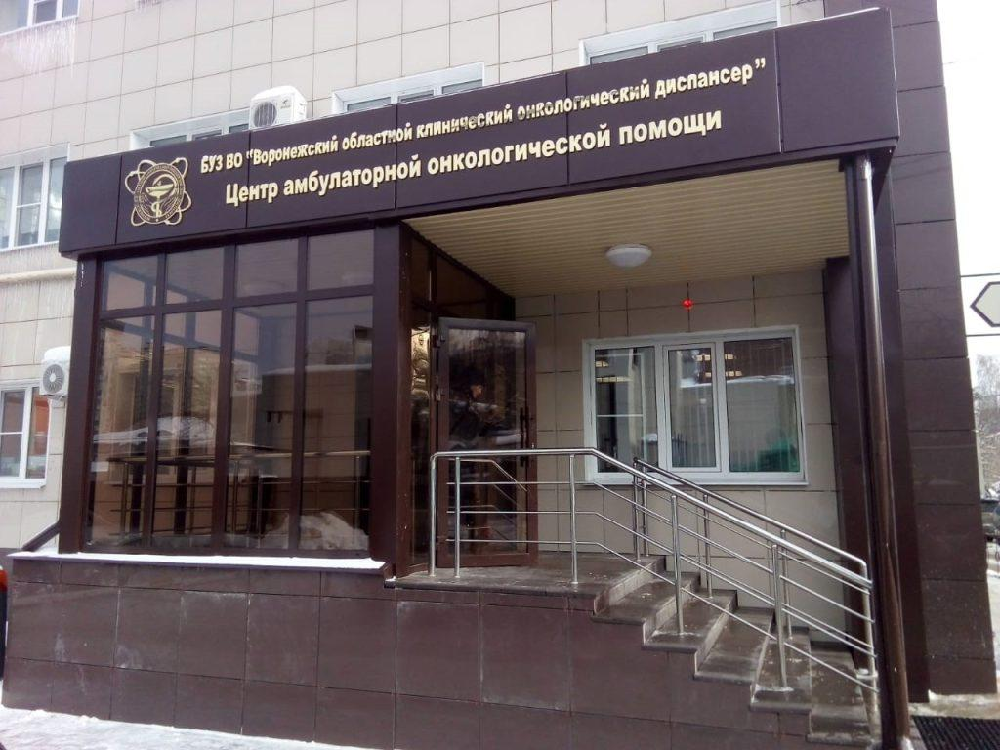 БУЗ ВО "Воронежский областной клинический онкологический диспансер"
Центр амбулаторной онкологической помощи